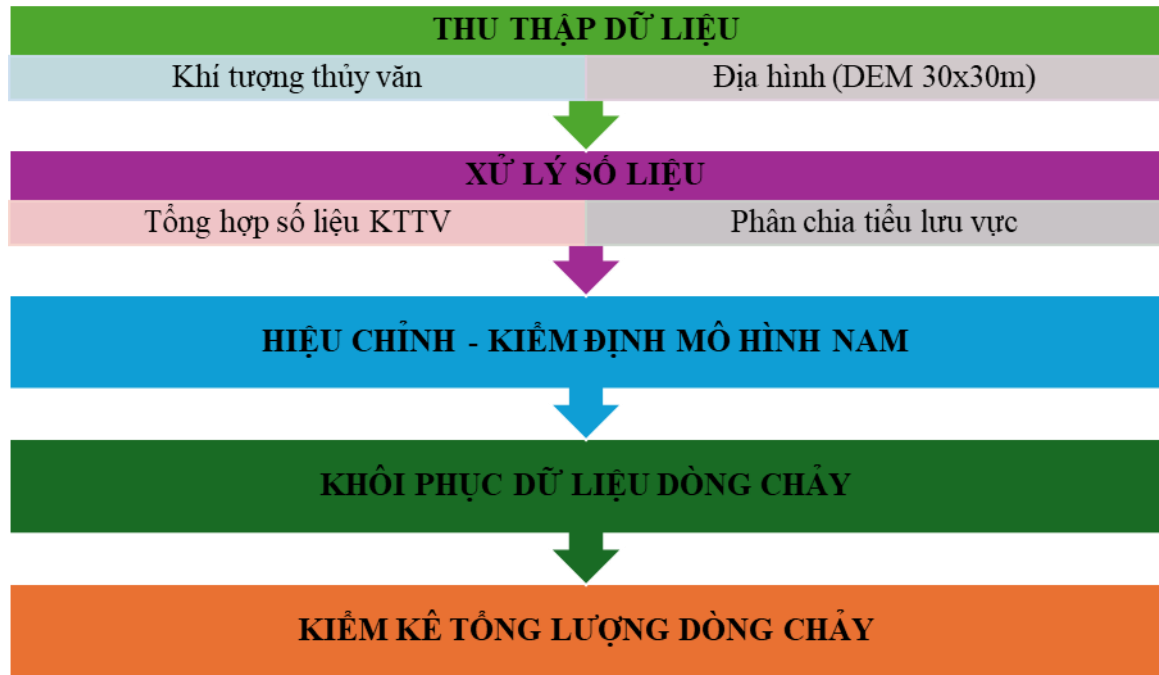 THU THẬP DỮ LIỆU
Khí tượng thủy văn
Địa hình (DEM 30x30m)
XỬ LÝ SỐ LIỆU
Tổng hợp số liệu KTTV
Phân chia tiểu lưu vực
HIỆU CHỈNH - KIỂM ĐỊNH MÔ HÌNH NAM
KHÔI PHỤC DỮ LIỆU DÒNG CHẢY
KIỂM KÊ TỔNG LƯỢNG DÒNG CHẢY